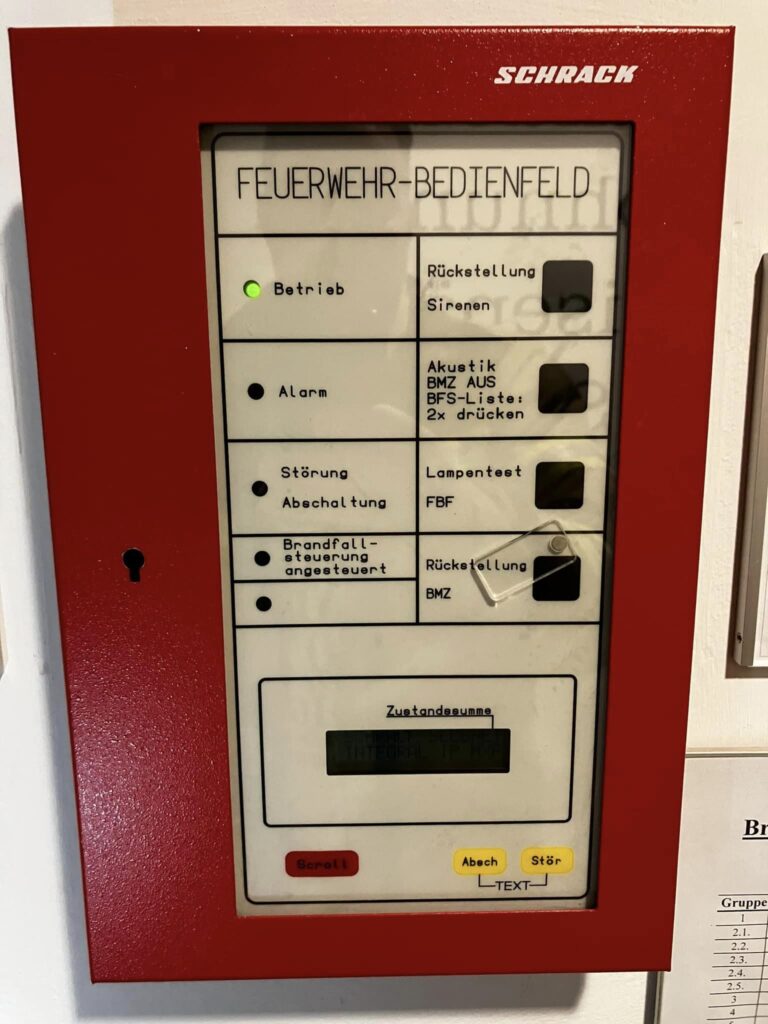 SCHRACK
FEUERWEHR-BEDIENFELD
Betrieb
Rückstellung
Sirenen
Alarm
Akustik
BMZ AUS
BFS-Liste:
2x drücken
Störung
Abschaltung
Lampentest
FBF
Brandfall-
steuerung
angesteuert
Rückstellung
BMZ
Zustandssumme
INTEGRAL IP
Scroll
Absch
Stör
TEXT
Br
Gruppe
1
2.1.
2.2.
2.3.
2.4.
2.5.
3
4